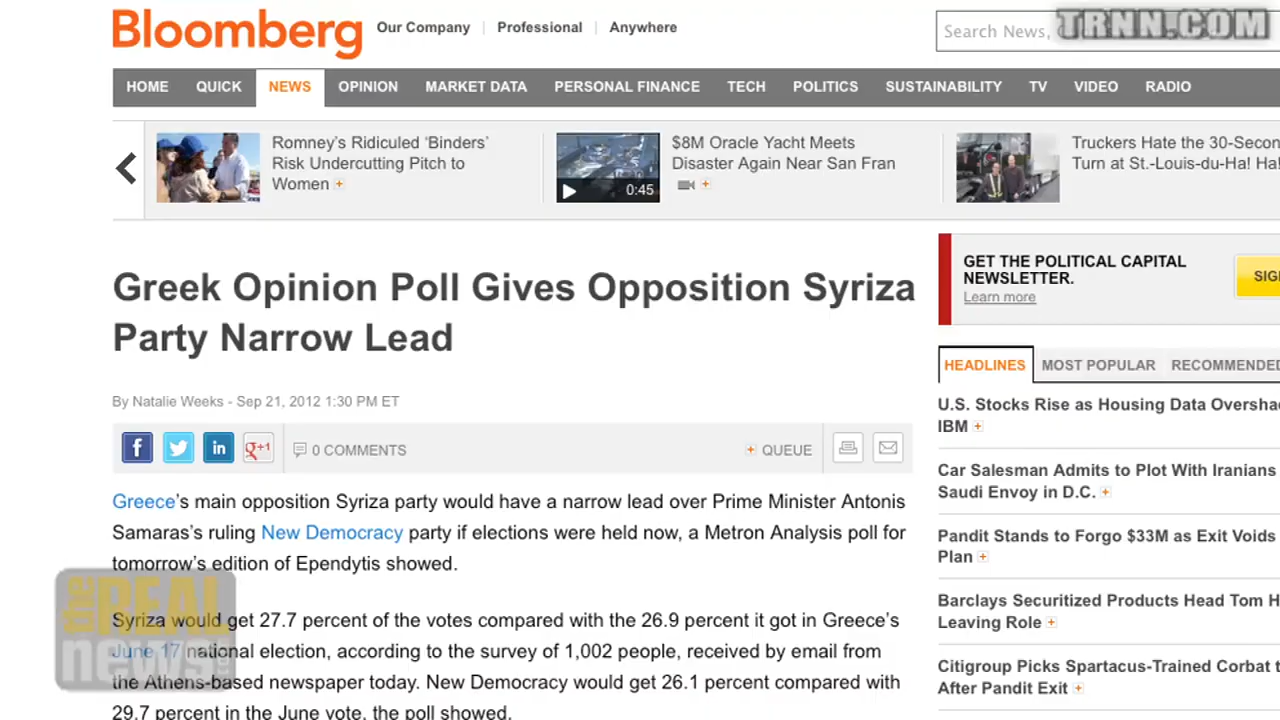 Bloomberg
Our Company
Professional
Anywhere
Search News,
TRNN.COM
HOME QUICK NEWS OPINION MARKET DATA PERSONAL FINANCE TECH POLITICS SUSTAINABILITY TV VIDEO RADIO
Romney’s Ridiculed ‘Binders’
Risk Undercutting Pitch to
Women
0:45
$8M Oracle Yacht Meets
Disaster Again Near San Fran
Truckers Hate the 30-Second
Turn at St.-Louis-du-Ha! Ha!
Greek Opinion Poll Gives Opposition Syriza
Party Narrow Lead
By Natalie Weeks - Sep 21, 2012 1:30 PM ET
f
in
g+1
0 COMMENTS
QUEUE
Greece’s main opposition Syriza party would have a narrow lead over Prime Minister Antonis
Samaras’s ruling New Democracy party if elections were held now, a Metron Analysis poll for
tomorrow’s edition of Ependytis showed.
Syriza would get 27.7 percent of the votes compared with the 26.9 percent it got in Greece’s
June 17 national election, according to the survey of 1,002 people, received by email from
the Athens-based newspaper today. New Democracy would get 26.1 percent compared with
29.7 percent in the June vote, the poll showed.
the REAL
news
GET THE POLITICAL CAPITAL
NEWSLETTER.
Learn more
SIG
HEADLINES MOST POPULAR RECOMMENDED
U.S. Stocks Rise as Housing Data Oversha
IBM
Car Salesman Admits to Plot With Iranians
Saudi Envoy in D.C.
Pandit Stands to Forgo $33M as Exit Voids
Plan
Barclays Securitized Products Head Tom H
Leaving Role
Citigroup Picks Spartacus-Trained Corbat t
After Pandit Exit